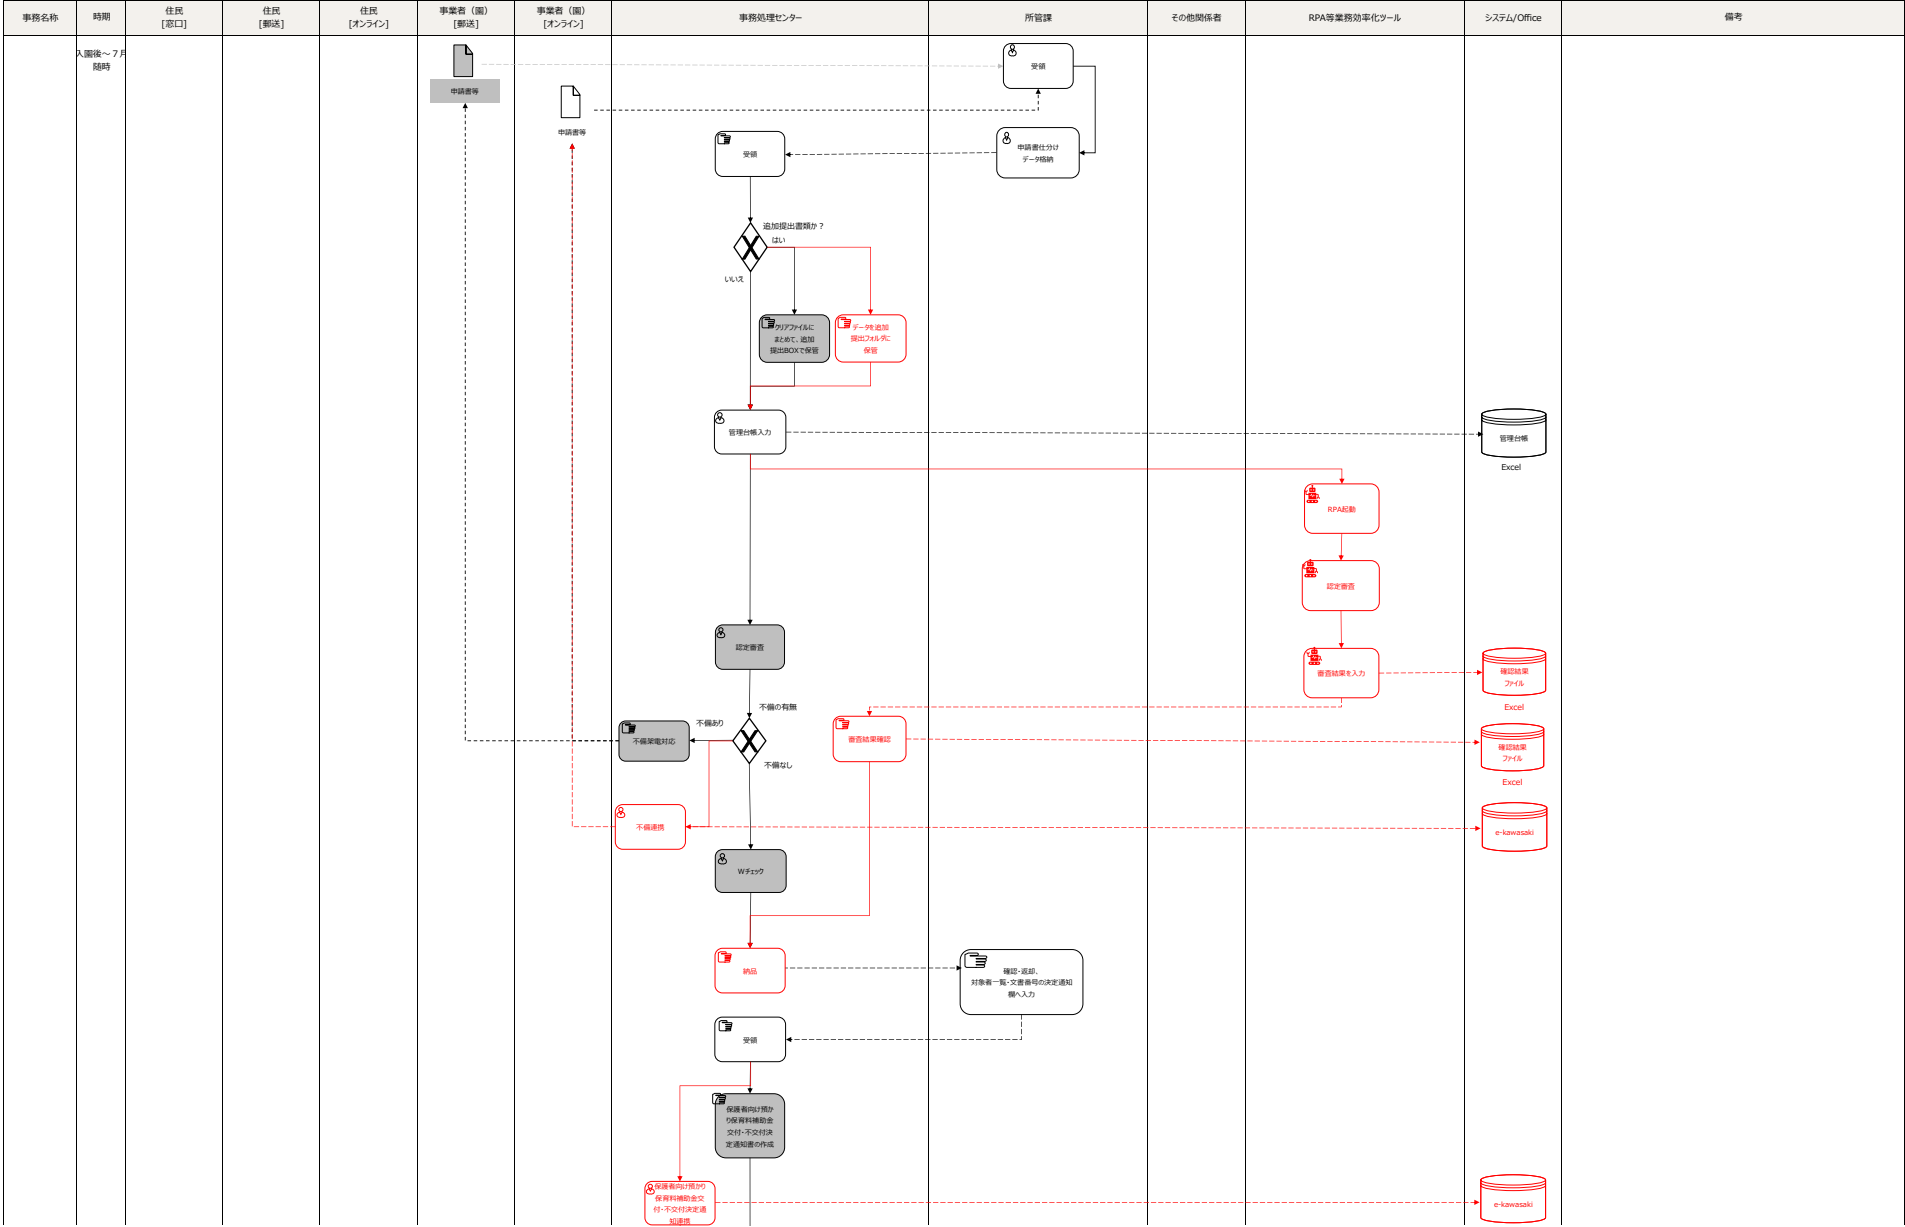 事務名称
時期
住民
[窓口]
住民
[郵送]
住民
[オンライン]
事業者（園）
[郵送]
事業者（園）
[オンライン]
事務処理センター
所管課
その他関係者
RPA等業務効率化ツール
システム/Office
備考
入園後～７月
随時
申請書等
受領
申請書等
申請書仕分け
データ格納
受領
追加提出書類か？
はい
いいえ
クリアファイルに
まとめて、追加
提出BOXで保管
データを追加
提出フォルダに
保管
管理台帳入力
管理台帳
Excel
RPA起動
認定審査
認定審査
審査結果を入力
確認結果
ファイル
Excel
不備の有無
不備あり
不備架電対応
不備なし
審査結果確認
確認結果
ファイル
Excel
不備連携
e-kawasaki
Wチェック
納品
確認・返却、
対象者一覧・文書番号の決定通知
欄へ入力
受領
保護者向け預か
り保育料補助金
交付・不交付決
定通知書の作成
保護者向け預かり
保育料補助金交
付・不交付決定通
知連携
e-kawasaki